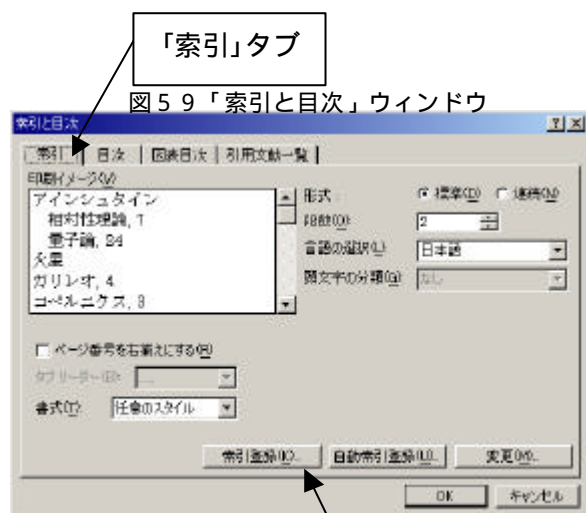 「索引」タブ
図５９「索引と目次」ウィンドウ
索引と目次
索引 目次 図表目次 引用文献一覧
印刷イメージ(V)
アインシュタイン
相対性理論, 7
量子論, 24
火星
ガリレオ, 4
コペルニクス, 3
形式: 標準(D) 連続(N)
段数(O): 2
言語の選択(L): 日本語
頭文字の分類(G): なし
ページ番号を右揃えにする(R)
タブ リーダー(B): ......
書式(T): 任意のスタイル
索引登録(K)... 自動索引登録(U)... 変更(M)...
OK キャンセル